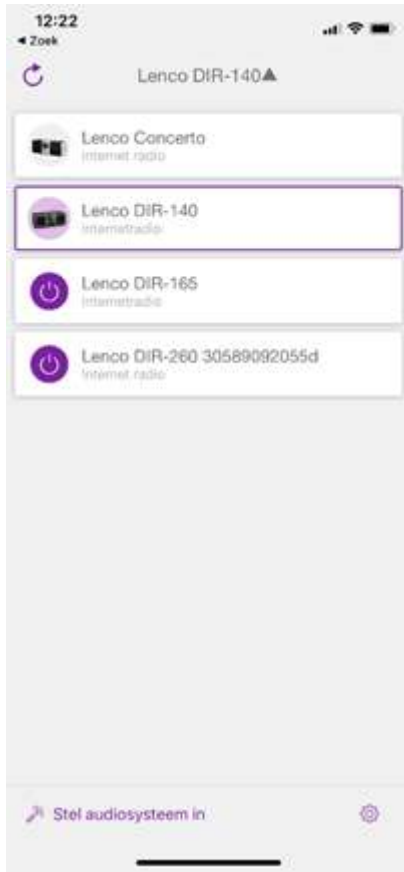 12:22
◀ Zoek
Lenco DIR-140▲
Lenco Concerto
Internet radio
Lenco DIR-140
Internetradio
Lenco DIR-165
Internetradio
Lenco DIR-260 30589092055d
Internet radio
Stel audiosysteem in